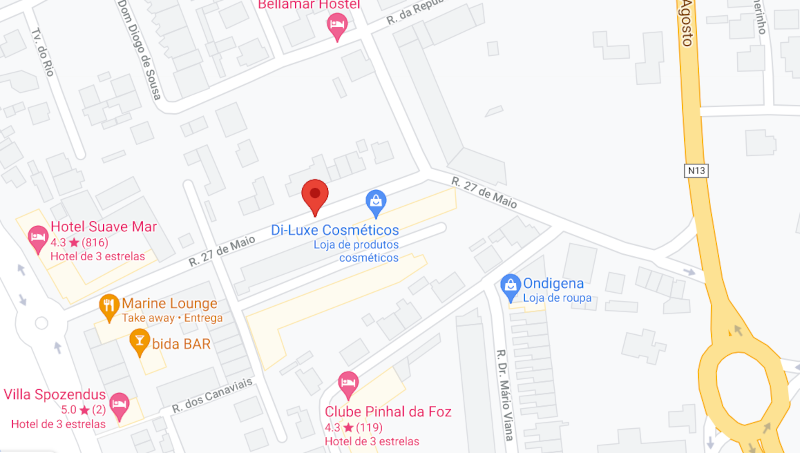 Bellamar Hostel
R. da Repu
Dom Diogo de Sousa
Tv. do Rio
Agosto
N13
R. 27 de Maio
Hotel Suave Mar
4.3 ★ (816)
Hotel de 3 estrelas
R. 27 de Maio
Di-Luxe Cosméticos
Loja de produtos
cosméticos
Marine Lounge
Take away • Entrega
bida BAR
Ondigena
Loja de roupa
R. Dr. Mário Viana
Villa Spozendus
5.0 ★ (2)
Hotel de 3 estrelas
R. dos Canaviais
Clube Pinhal da Foz
4.3 ★ (119)
Hotel de 3 estrelas